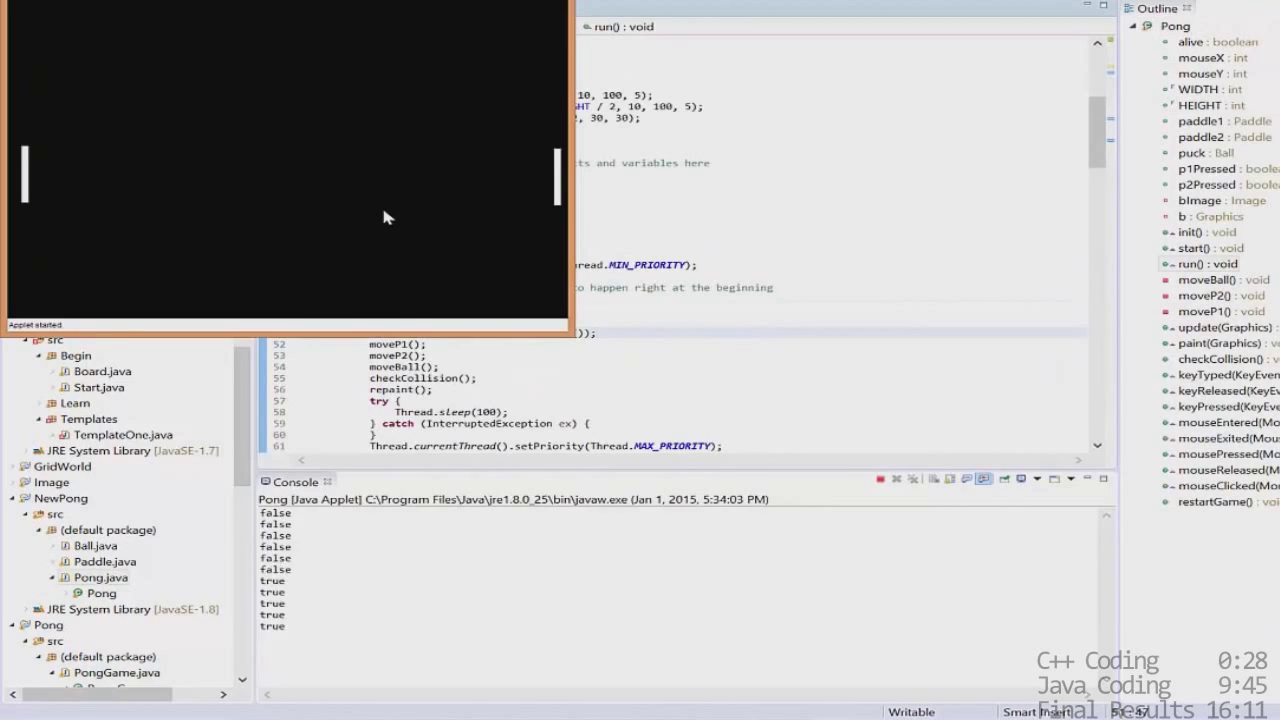 run() : void
10, 100, 5);
GHT / 2, 10, 100, 5);
2, 30, 30);
cts and variables here
hread.MIN_PRIORITY);
to happen right at the beginning
));
Applet started.
52 moveP1();
53 moveP2();
54 moveBall();
55 checkCollision();
56 repaint();
57 try {
58 Thread.sleep(100);
59 } catch (InterruptedException ex) {
60 }
61 Thread.currentThread().setPriority(Thread.MAX_PRIORITY);
src
Begin
Board.java
Start.java
Learn
Templates
TemplateOne.java
JRE System Library [JavaSE-1.7]
GridWorld
Image
NewPong
src
(default package)
Ball.java
Paddle.java
Pong.java
Pong
JRE System Library [JavaSE-1.8]
Pong
src
(default package)
PongGame.java
Console
Pong [Java Applet] C:\Program Files\Java\jre1.8.0_25\bin\javaw.exe (Jan 1, 2015, 5:34:03 PM)
false
false
false
false
false
false
true
true
true
true
true
Outline
Pong
alive : boolean
mouseX : int
mouseY : int
WIDTH : int
HEIGHT : int
paddle1 : Paddle
paddle2 : Paddle
puck : Ball
p1Pressed : boolea
p2Pressed : boolea
bImage : Image
b : Graphics
init() : void
start() : void
run() : void
moveBall() : void
moveP2() : void
moveP1() : void
update(Graphics) :
paint(Graphics) :
checkCollision() :
keyTyped(KeyEven
keyReleased(KeyE
keyPressed(KeyEve
mouseEntered(Mo
mouseExited(Mou
mousePressed(Mo
mouseReleased(M
mouseClicked(Mou
restartGame() : voi
Writable
Smart Insert
C++ Coding 0:28
Java Coding 9:45
Final Results 16:11